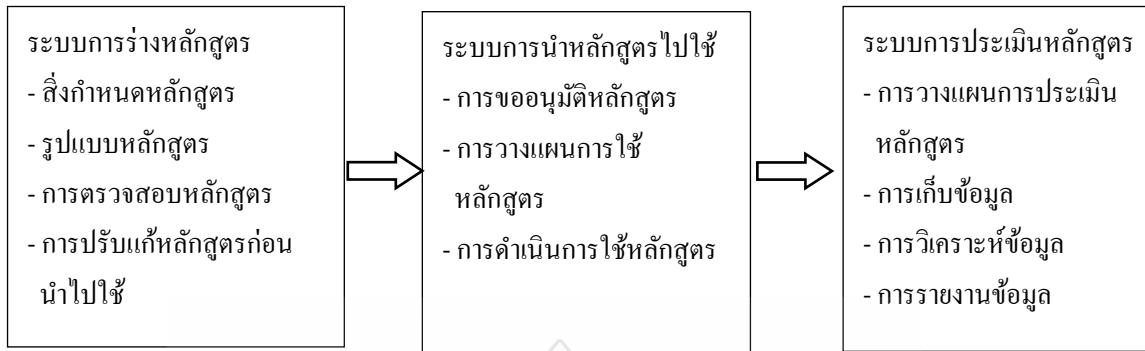 ระบบการร่างหลักสูตร
- สิ่งกำหนดหลักสูตร
- รูปแบบหลักสูตร
- การตรวจสอบหลักสูตร
- การปรับแก้หลักสูตรก่อน
นำไปใช้
ระบบการนำหลักสูตรไปใช้
- การขออนุมัติหลักสูตร
- การวางแผนการใช้
หลักสูตร
- การดำเนินการใช้หลักสูตร
ระบบการประเมินหลักสูตร
- การวางแผนการประเมิน
หลักสูตร
- การเก็บข้อมูล
- การวิเคราะห์ข้อมูล
- การรายงานข้อมูล